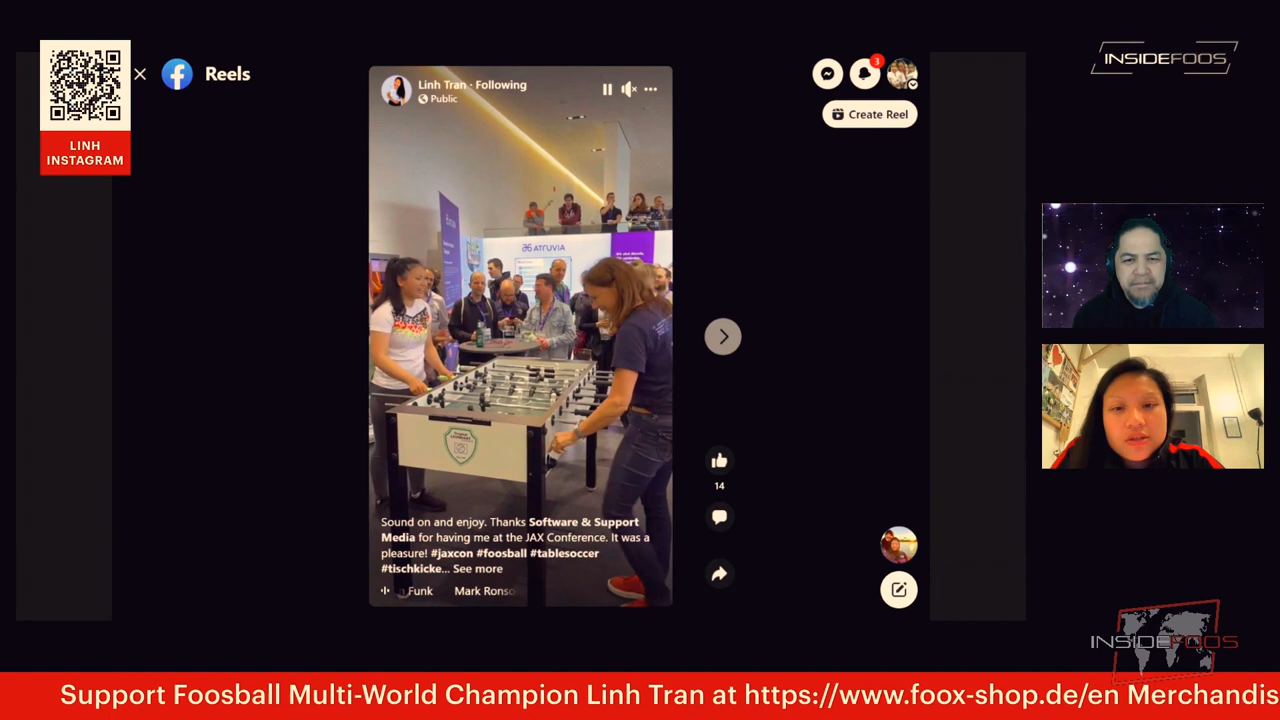 LINH
INSTAGRAM
Reels
Linh Tran · Following
Public
3
Create Reel
INSIDEFOOS
ATRUVIA
14
Sound on and enjoy. Thanks Software & Support
Media for having me at the JAX Conference. It was a
pleasure! #jaxcon #foosball #tablesoccer
#tischkicke... See more
Funk Mark Ronso
INSIDEFOOS
Support Foosball Multi-World Champion Linh Tran at https://www.foox-shop.de/en Merchandis